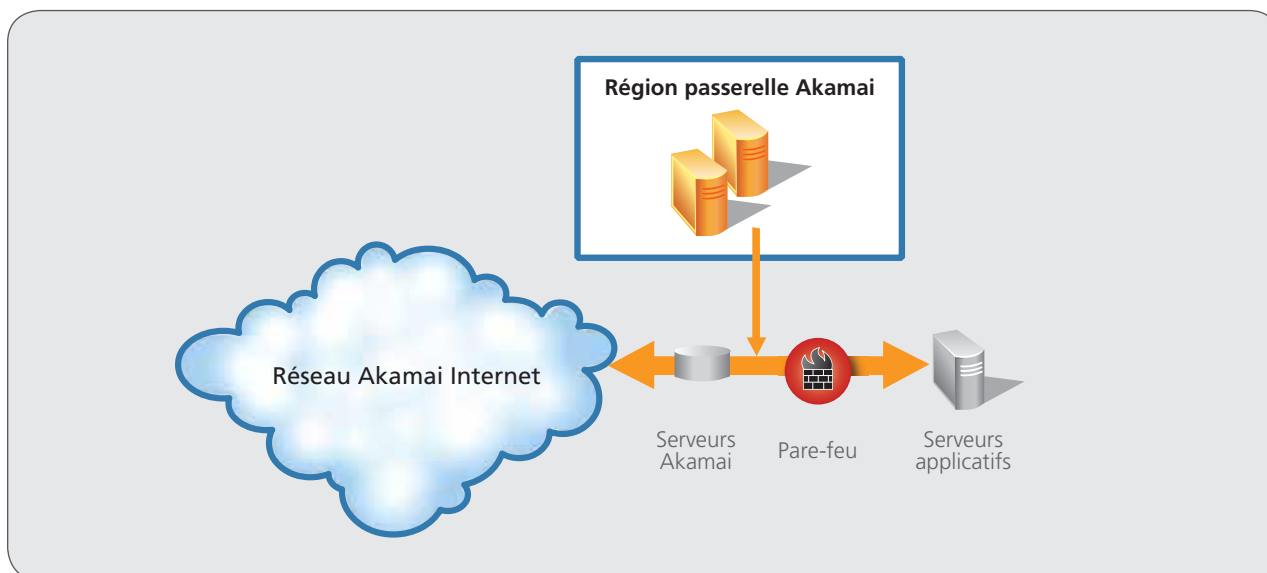 Région passerelle Akamai
Réseau Akamai Internet
Serveurs
Akamai
Pare-feu
Serveurs
applicatifs